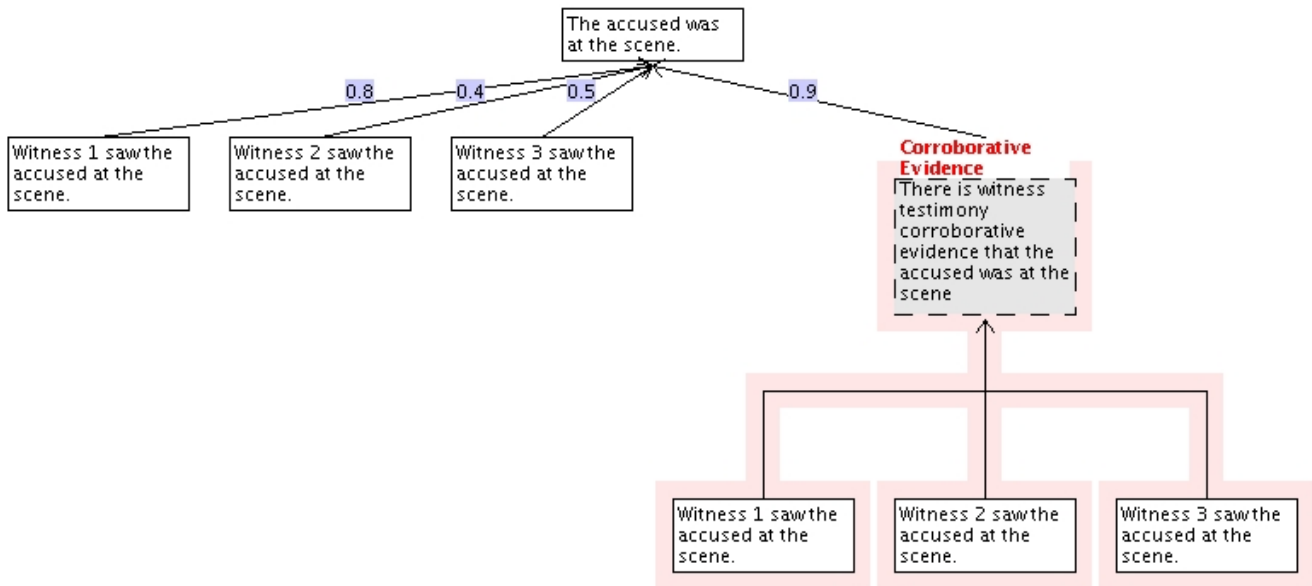 The accused was
at the scene.
0.8
0.4
0.5
0.9
Witness 1 saw the
accused at the
scene.
Witness 2 saw the
accused at the
scene.
Witness 3 saw the
accused at the
scene.
Corroborative
Evidence
There is witness
testimony
corroborative
evidence that the
accused was at the
scene
Witness 1 saw the
accused at the
scene.
Witness 2 saw the
accused at the
scene.
Witness 3 saw the
accused at the
scene.